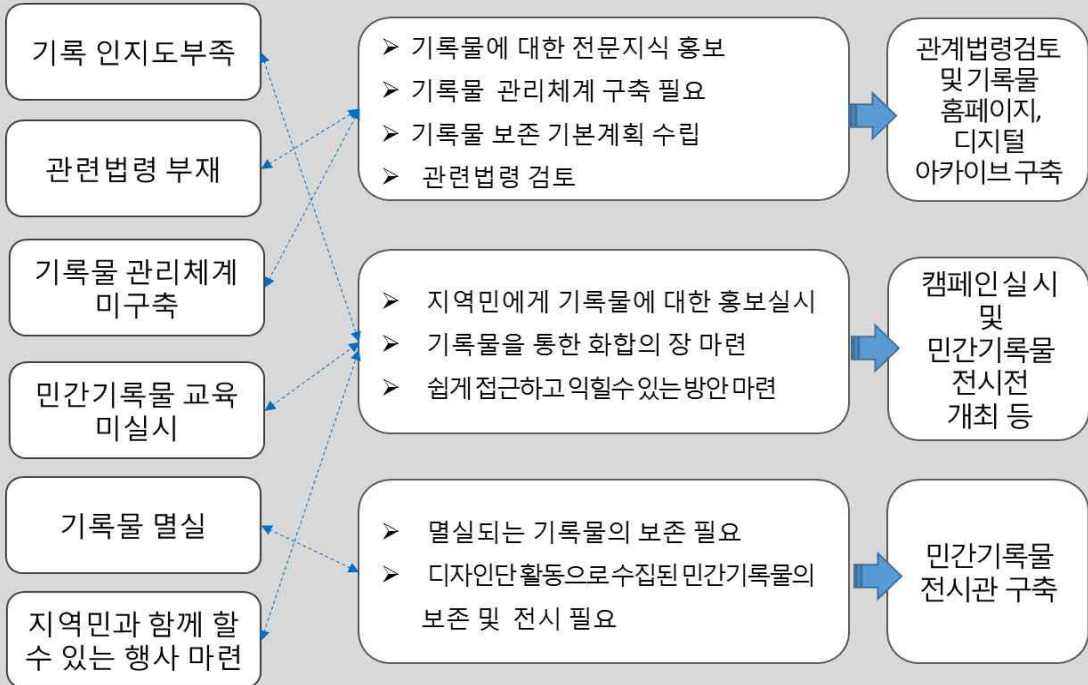 기록 인지도부족
관련법령 부재
기록물 관리체계
미구축
민간기록물 교육
미실시
기록물 멸실
지역민과 함께 할
수 있는 행사 마련
➢ 기록물에 대한 전문지식 홍보
➢ 기록물 관리체계 구축 필요
➢ 기록물 보존 기본계획 수립
➢ 관련법령 검토
➢ 지역민에게 기록물에 대한 홍보실시
➢ 기록물을 통한 화합의 장 마련
➢ 쉽게 접근하고 익힐수 있는 방안 마련
➢ 멸실되는 기록물의 보존 필요
➢ 디자인단 활동으로 수집된 민간기록물의
보존 및 전시 필요
관계법령검토
및 기록물
홈페이지,
디지털
아카이브 구축
캠페인 실시
및
민간기록물
전시전
개최 등
민간기록물
전시관 구축